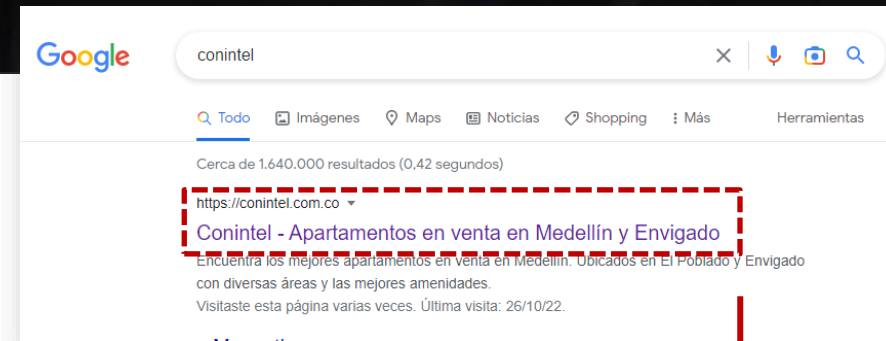 Google
conintel
Todo Imágenes Maps Noticias Shopping Más Herramientas
Cerca de 1.640.000 resultados (0,42 segundos)
https://conintel.com.co
Conintel - Apartamentos en venta en Medellín y Envigado
Encuentra los mejores apartamentos en venta en Medellín. Ubicados en El Poblado y Envigado
con diversas áreas y las mejores amenidades.
Visitaste esta página varias veces. Última visita: 26/10/22.